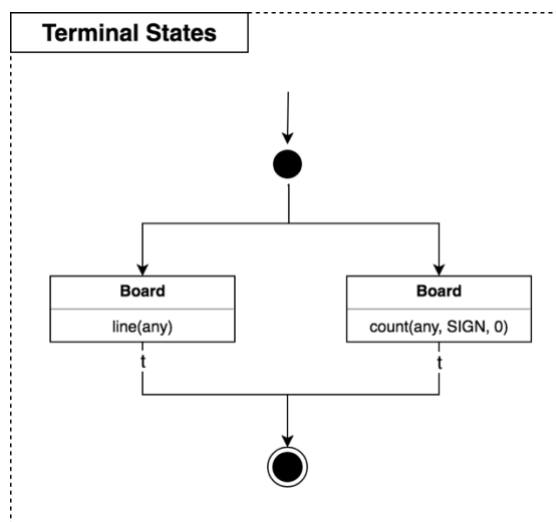 Terminal States
Board
line(any)
t
Board
count(any, SIGN, 0)
t